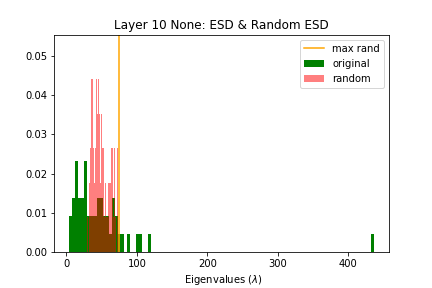 Layer 10 None: ESD & Random ESD
max rand
original
random
0.05
0.04
0.03
0.02
0.01
0.00
0 100 200 300 400
Eigenvalues (λ)